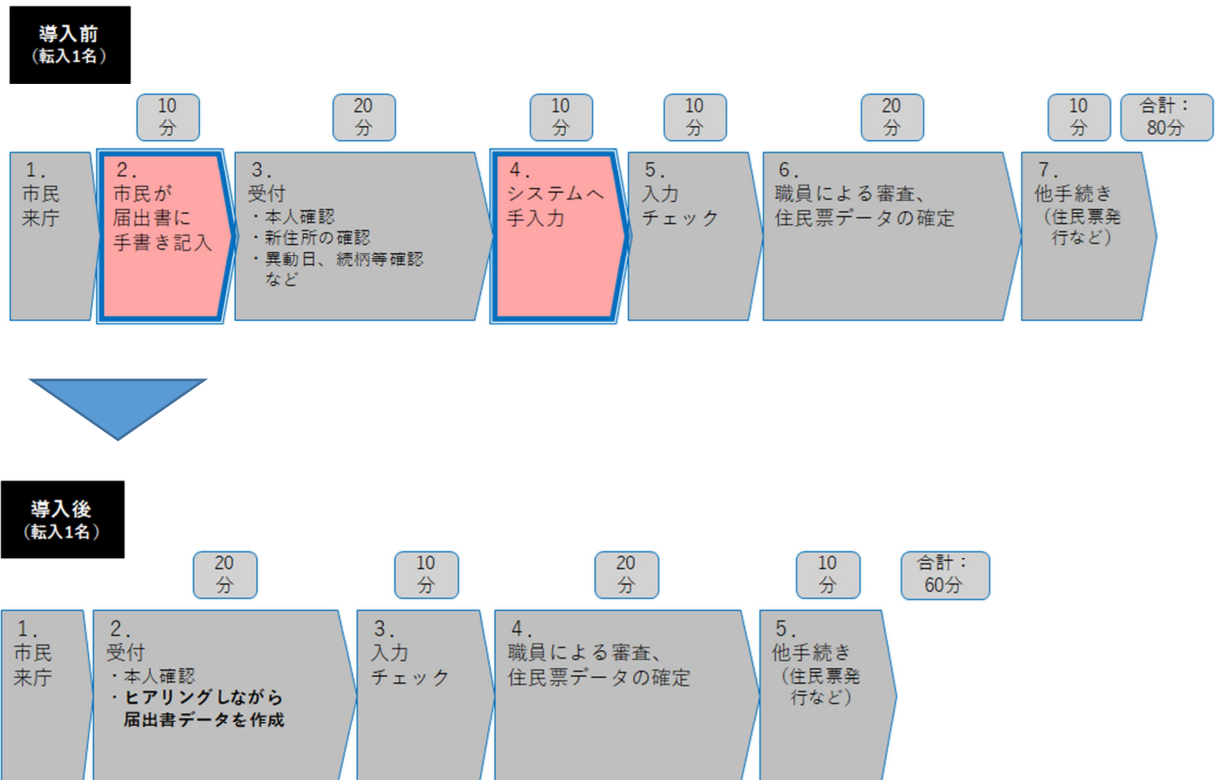 導入前
（転入1名）
10
分
20
分
10
分
10
分
20
分
10
分
合計：
80分
1.
市民
来庁
2.
市民が
届出書に
手書き記入
3.
受付
・本人確認
・新住所の確認
・異動日、続柄等確認
など
4.
システムへ
手入力
5.
入力
チェック
6.
職員による審査、
住民票データの確定
7.
他手続き
（住民票発
行など）
導入後
（転入1名）
20
分
10
分
20
分
10
分
合計：
60分
1.
市民
来庁
2.
受付
・本人確認
・ヒアリングしながら
届出書データを作成
3.
入力
チェック
4.
職員による審査、
住民票データの確定
5.
他手続き
（住民票発
行など）